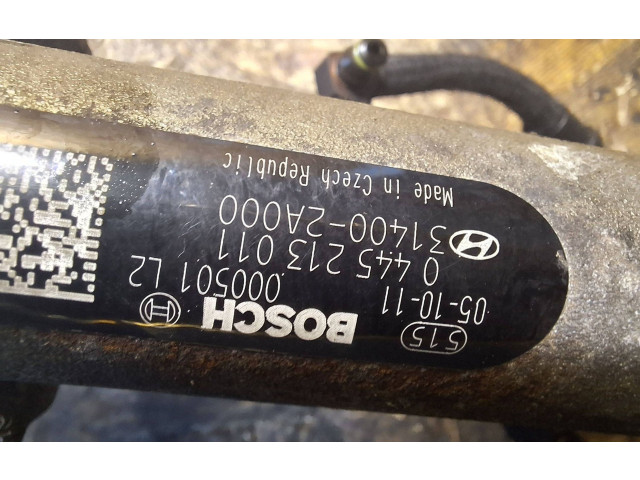 515
BOSCH
05-10-11 000501 L2
0 445 213 011
31400-2A000
Made in Czech Republic